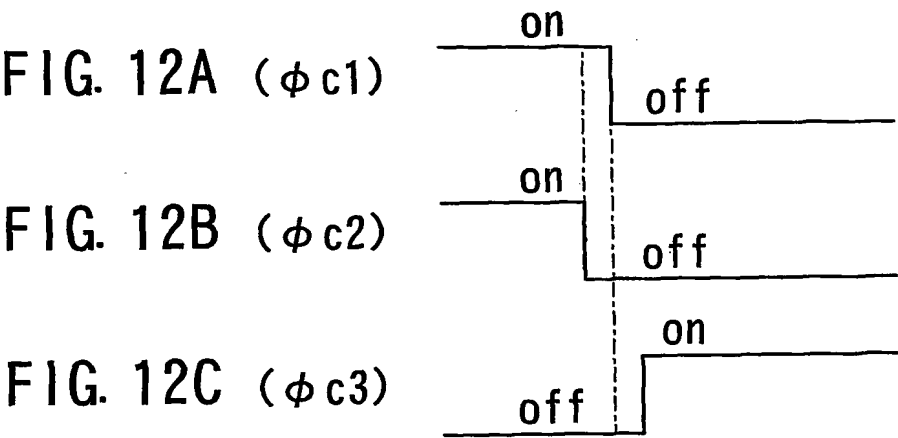 on
FIG. 12A (φc1)
off
on
FIG. 12B (φc2)
off
on
FIG. 12C (φc3)
off